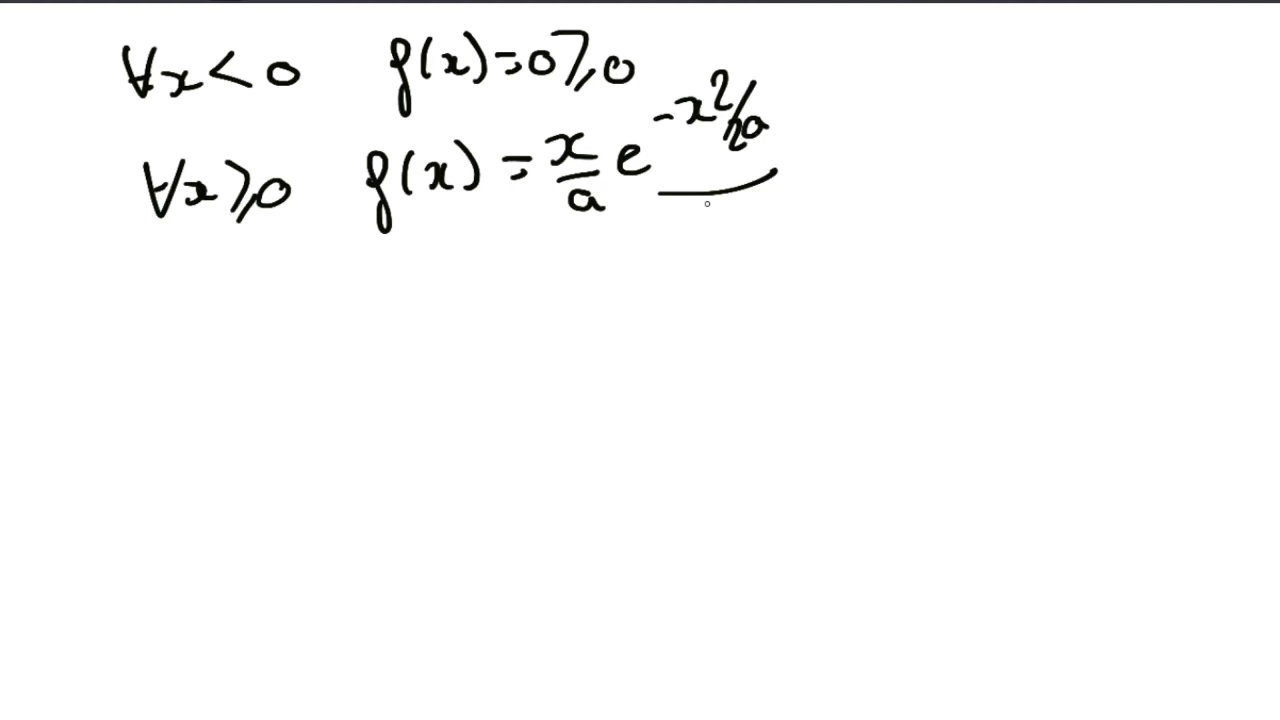 ∀x < 0 f(x) = 0 ⩾ 0
∀x ⩾ 0 f(x) = x/a e^(-x²/2a)